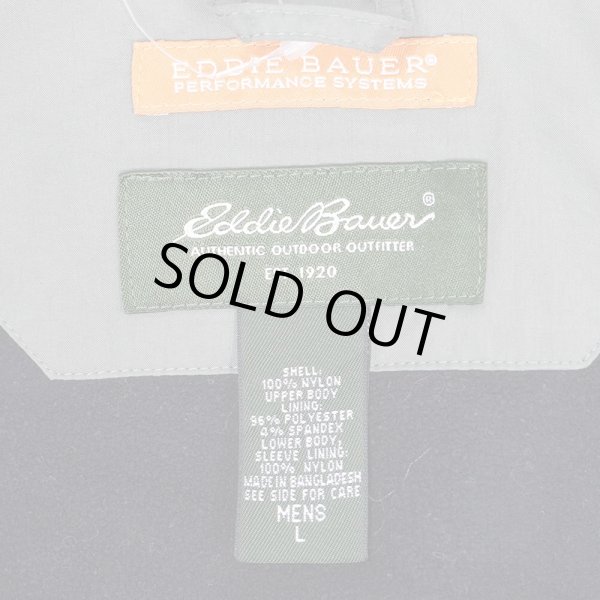 EDDIE BAUER®
PERFORMANCE SYSTEMS
Eddie Bauer®
AUTHENTIC OUTDOOR OUTFITTER
EST. 1920
SOLD OUT
SHELL:
100% NYLON
UPPER BODY
LINING:
96% POLYESTER
4% SPANDEX
LOWER BODY,
SLEEVE LINING:
100% NYLON
MADE IN BANGLADESH
SEE SIDE FOR CARE
MENS
L